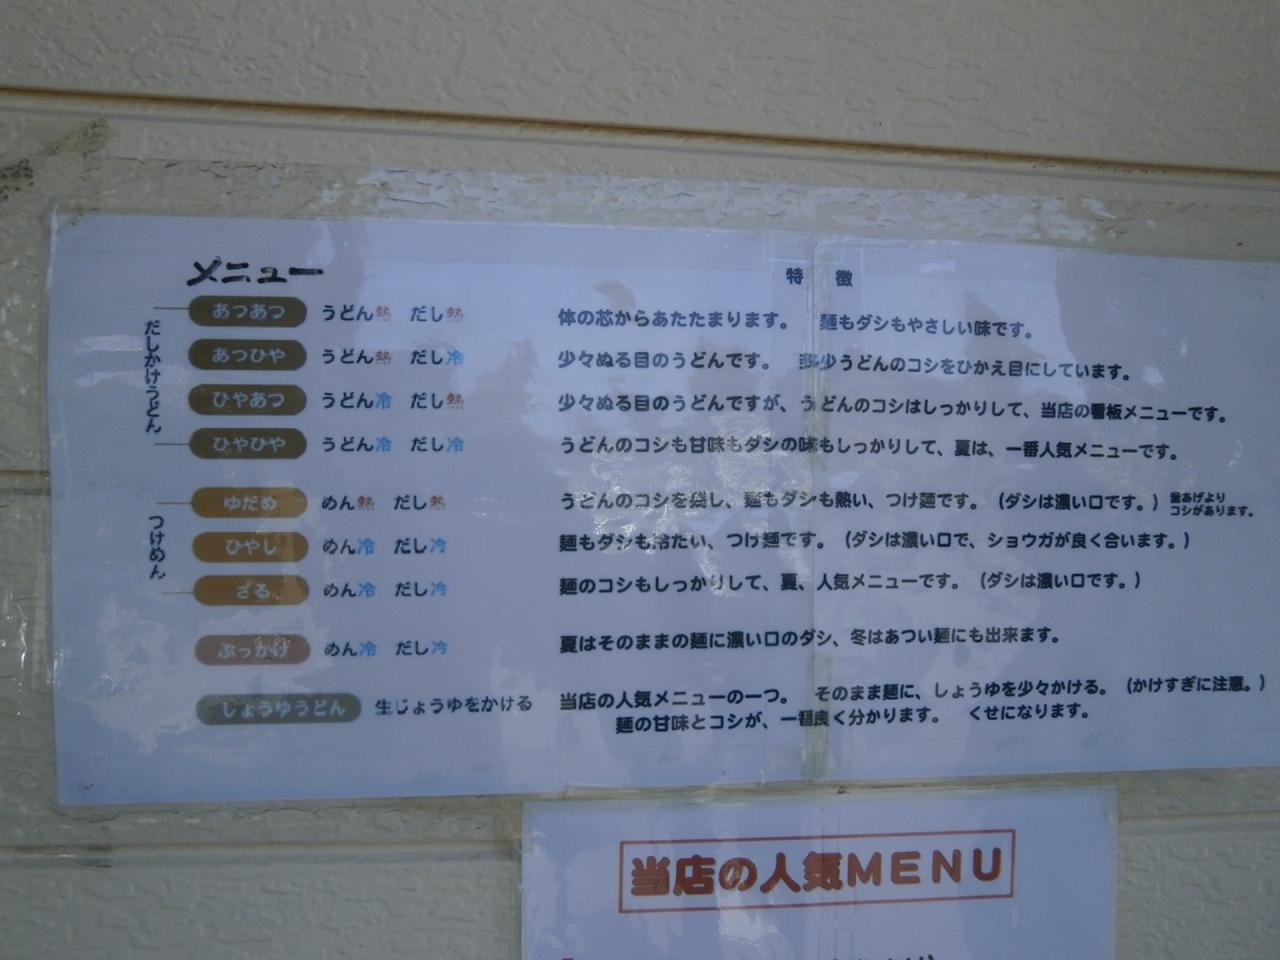 メニュー
特 徴
だしかけうどん
あつあつ うどん熱 だし熱 体の芯からあたたまります。 麺もダシもやさしい味です。
あつひや うどん熱 だし冷 少々ぬる目のうどんです。 多少うどんのコシをひかえ目にしています。
ひやあつ うどん冷 だし熱 少々ぬる目のうどんですが、うどんのコシはしっかりして、当店の看板メニューです。
ひやひや うどん冷 だし冷 うどんのコシも甘味もダシの味もしっかりして、夏は、一番人気メニューです。
つけめん
ゆだめ めん熱 だし熱 うどんのコシを残し、麺もダシも熱い、つけ麺です。（ダシは濃い口です。）
釜あげより
コシがあります。
ひやし めん冷 だし冷 麺もダシも冷たい、つけ麺です。（ダシは濃い口で、ショウガが良く合います。）
ざる めん冷 だし冷 麺のコシもしっかりして、夏、人気メニューです。（ダシは濃い口です。）
ぶっかけ めん冷 だし冷 夏はそのままの麺に濃い口のダシ、冬はあつい麺にも出来ます。
しょうゆうどん 生じょうゆをかける 当店の人気メニューの一つ。 そのまま麺に、しょうゆを少々かける。（かけすぎに注意。）
麺の甘味とコシが、一番良く分かります。 くせになります。
当店の人気MENU